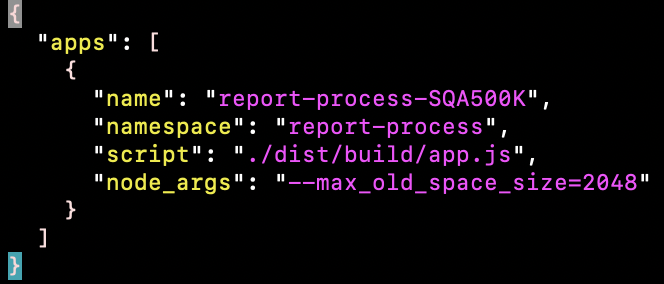 {
  "apps": [
    {
      "name": "report-process-SQA500K",
      "namespace": "report-process",
      "script": "./dist/build/app.js",
      "node_args": "--max_old_space_size=2048"
    }
  ]
}